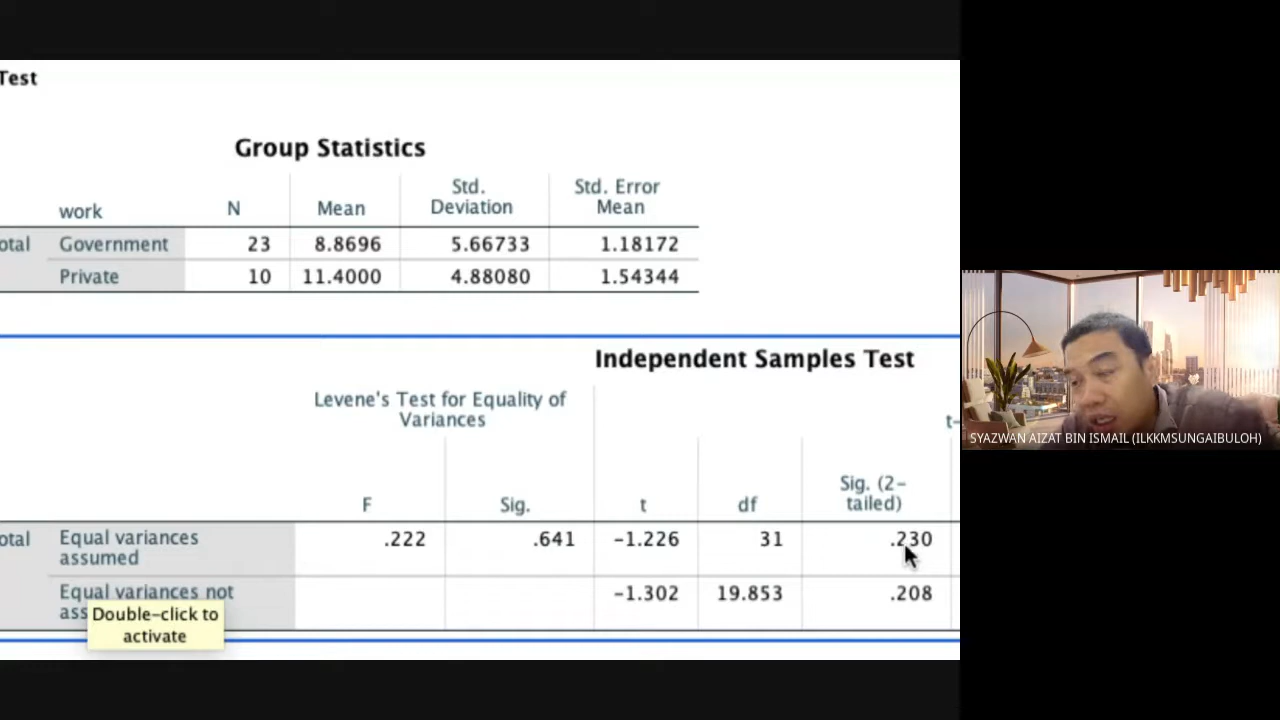 Test
Group Statistics
work N Mean Std. Deviation Std. Error Mean
otal Government 23 8.8696 5.66733 1.18172
Private 10 11.4000 4.88080 1.54344
Independent Samples Test
Levene's Test for Equality of Variances t-
F Sig. t df Sig. (2-tailed)
otal Equal variances assumed .222 .641 -1.226 31 .230
Equal variances not ass -1.302 19.853 .208
Double-click to activate
SYAZWAN AIZAT BIN ISMAIL (ILKKMSUNGAIBULOH)